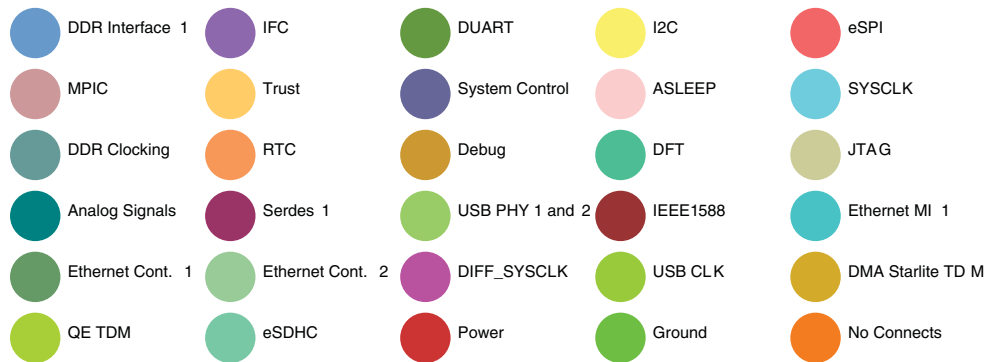 DDR Interface 1 IFC DUART I2C eSPI
MPIC Trust System Control ASLEEP SYSCLK
DDR Clocking RTC Debug DFT JTAG
Analog Signals Serdes 1 USB PHY 1 and 2 IEEE1588 Ethernet MI 1
Ethernet Cont. 1 Ethernet Cont. 2 DIFF_SYSCLK USB CLK DMA Starlite TD M
QE TDM eSDHC Power Ground No Connects